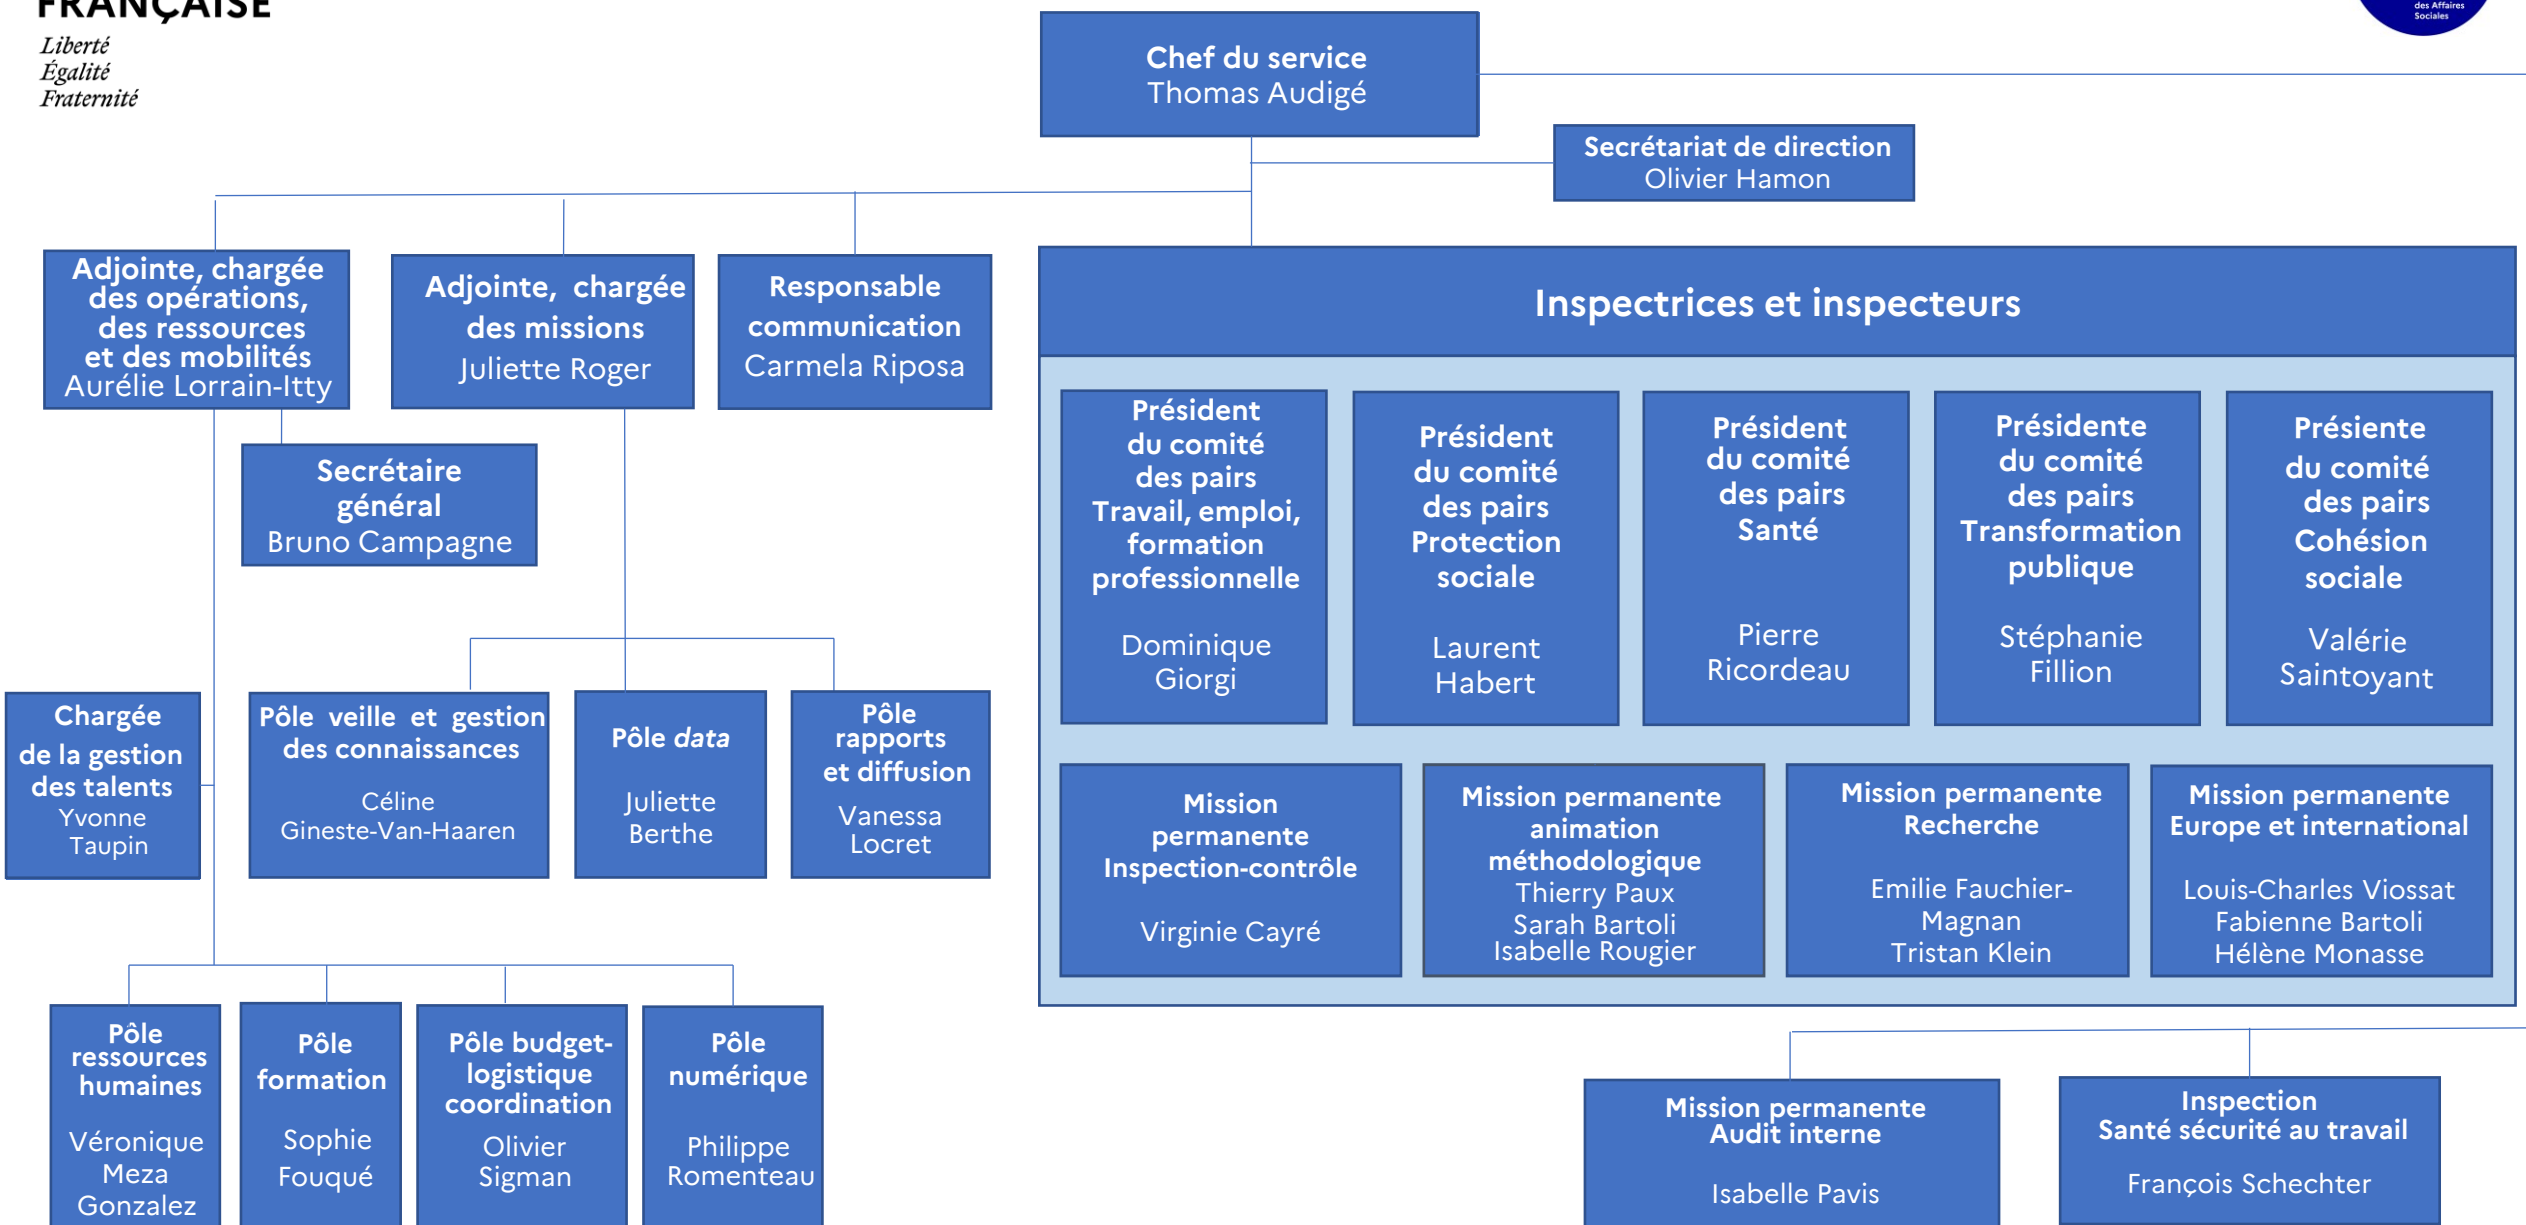 FRANÇAISE
Liberté
Égalité
Fraternité
des Affaires
Sociales
Chef du service
Thomas Audigé
Secrétariat de direction
Olivier Hamon
Adjointe, chargée
des opérations,
des ressources
et des mobilités
Aurélie Lorrain-Itty
Adjointe, chargée
des missions
Juliette Roger
Responsable
communication
Carmela Riposa
Secrétaire
général
Bruno Campagne
Chargée
de la gestion
des talents
Yvonne
Taupin
Pôle veille et gestion
des connaissances
Céline
Gineste-Van-Haaren
Pôle data
Juliette
Berthe
Pôle
rapports
et diffusion
Vanessa
Locret
Pôle
ressources
humaines
Véronique
Meza
Gonzalez
Pôle
formation
Sophie
Fouqué
Pôle budget-
logistique
coordination
Olivier
Sigman
Pôle
numérique
Philippe
Romenteau
Inspectrices et inspecteurs
Président
du comité
des pairs
Travail, emploi,
formation
professionnelle
Dominique
Giorgi
Président
du comité
des pairs
Protection
sociale
Laurent
Habert
Président
du comité
des pairs
Santé
Pierre
Ricordeau
Présidente
du comité
des pairs
Transformation
publique
Stéphanie
Fillion
Présiente
du comité
des pairs
Cohésion
sociale
Valérie
Saintoyant
Mission
permanente
Inspection-contrôle
Virginie Cayré
Mission permanente
animation
méthodologique
Thierry Paux
Sarah Bartoli
Isabelle Rougier
Mission permanente
Recherche
Emilie Fauchier-
Magnan
Tristan Klein
Mission permanente
Europe et international
Louis-Charles Viossat
Fabienne Bartoli
Hélène Monasse
Mission permanente
Audit interne
Isabelle Pavis
Inspection
Santé sécurité au travail
François Schechter